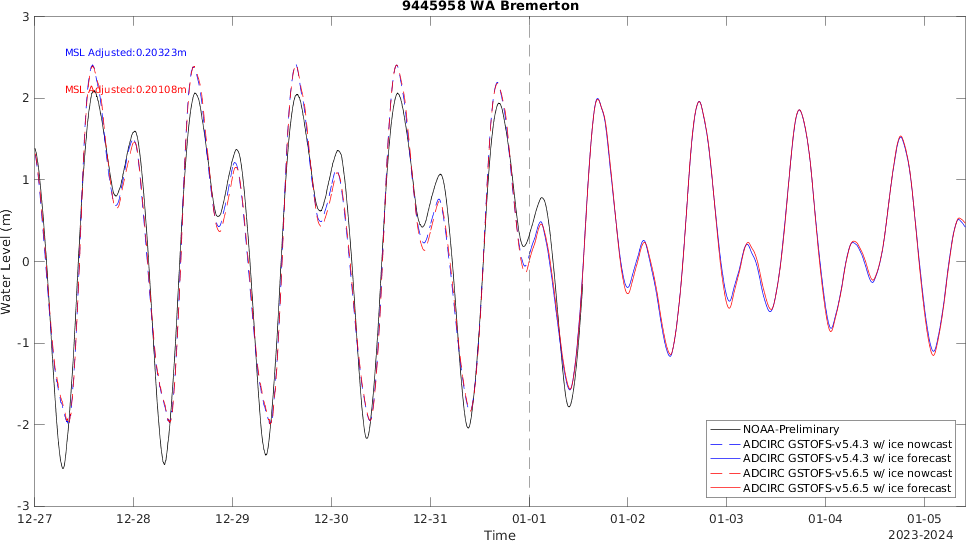 9445958 WA Bremerton
3
2
1
0
-1
-2
-3
Water Level (m)
MSL Adjusted:0.20323m
MSL Adjusted:0.20108m
NOAA-Preliminary
ADCIRC GSTOFS-v5.4.3 w/ ice nowcast
ADCIRC GSTOFS-v5.4.3 w/ ice forecast
ADCIRC GSTOFS-v5.6.5 w/ ice nowcast
ADCIRC GSTOFS-v5.6.5 w/ ice forecast
12-27 12-28 12-29 12-30 12-31 01-01 01-02 01-03 01-04 01-05
Time
2023-2024